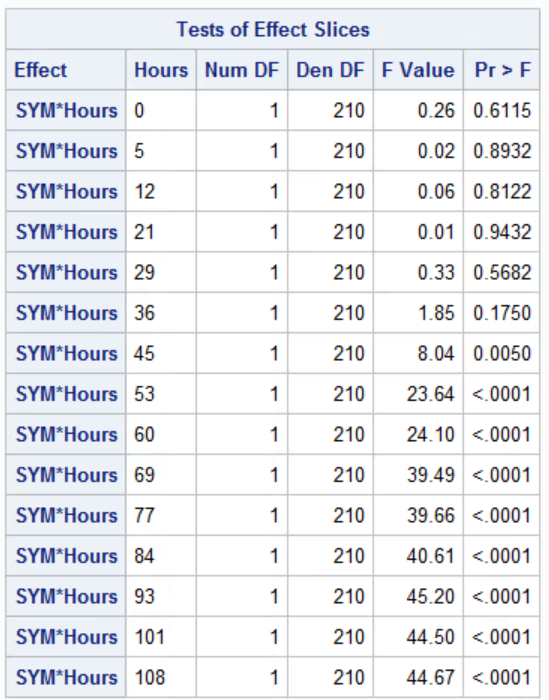 Tests of Effect Slices
Effect Hours Num DF Den DF F Value Pr > F
SYM*Hours 0 1 210 0.26 0.6115
SYM*Hours 5 1 210 0.02 0.8932
SYM*Hours 12 1 210 0.06 0.8122
SYM*Hours 21 1 210 0.01 0.9432
SYM*Hours 29 1 210 0.33 0.5682
SYM*Hours 36 1 210 1.85 0.1750
SYM*Hours 45 1 210 8.04 0.0050
SYM*Hours 53 1 210 23.64 <.0001
SYM*Hours 60 1 210 24.10 <.0001
SYM*Hours 69 1 210 39.49 <.0001
SYM*Hours 77 1 210 39.66 <.0001
SYM*Hours 84 1 210 40.61 <.0001
SYM*Hours 93 1 210 45.20 <.0001
SYM*Hours 101 1 210 44.50 <.0001
SYM*Hours 108 1 210 44.67 <.0001